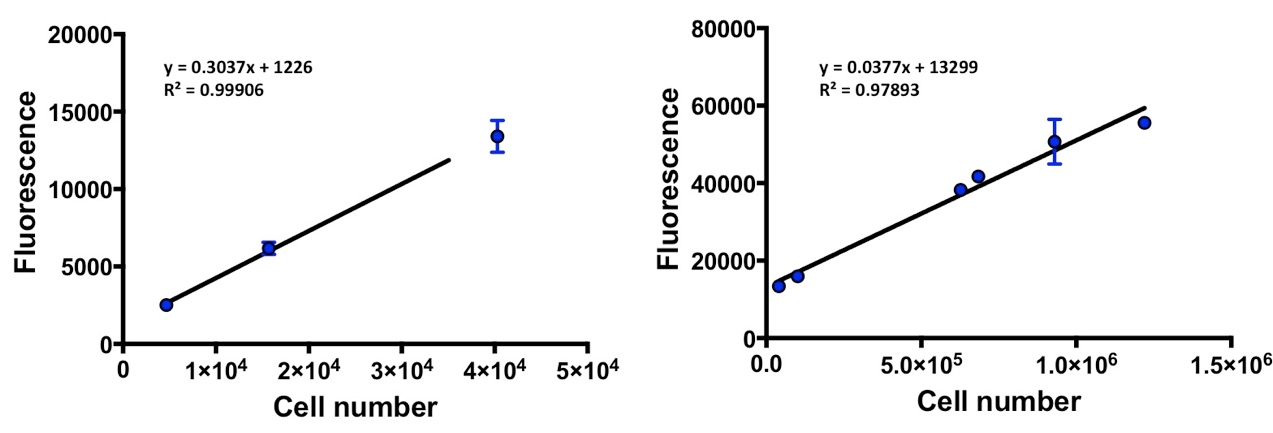 20000
15000
10000
5000
0
Fluorescence
y = 0.3037x + 1226
R² = 0.99906
0 1×10⁴ 2×10⁴ 3×10⁴ 4×10⁴ 5×10⁴
Cell number
80000
60000
40000
20000
0
Fluorescence
y = 0.0377x + 13299
R² = 0.97893
0.0 5.0×10⁵ 1.0×10⁶ 1.5×10⁶
Cell number